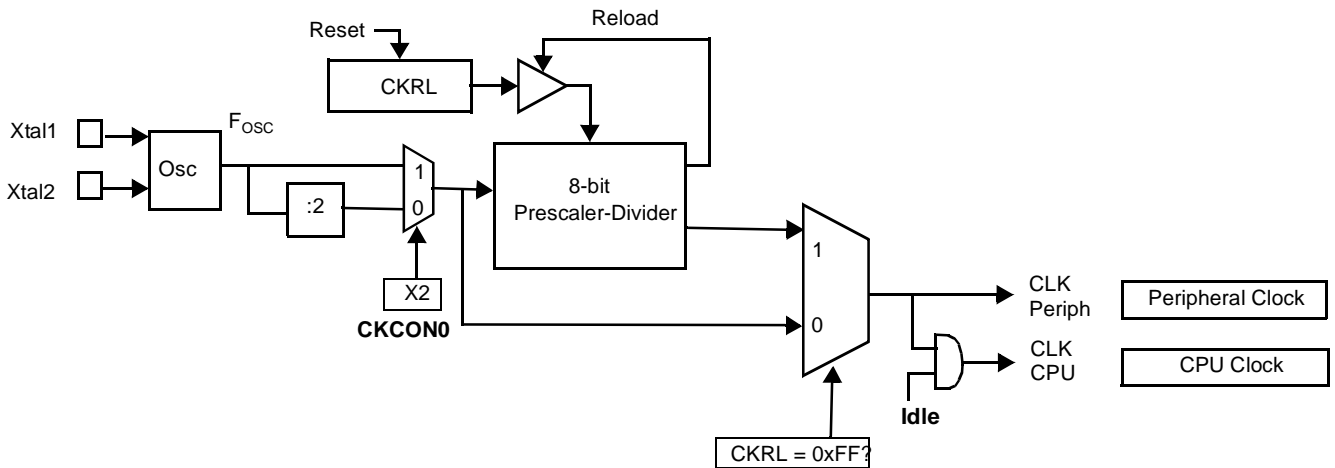 Reload
Reset
CKRL
Xtal1
Xtal2
Osc
FOSC
:2
1
0
X2
CKCON0
8-bit
Prescaler-Divider
1
0
CKRL = 0xFF?
CLK
Periph
Peripheral Clock
CLK
CPU
CPU Clock
Idle